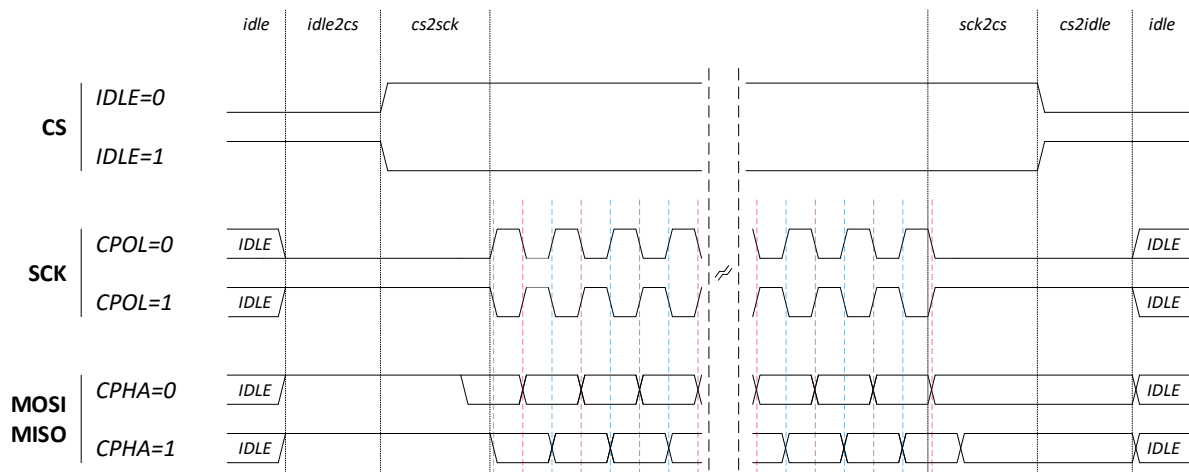 idle idle2cs cs2sck sck2cs cs2idle idle
IDLE=0
CS
IDLE=1
CPOL=0 IDLE IDLE
SCK
CPOL=1 IDLE IDLE
CPHA=0 IDLE IDLE
MOSI
MISO
CPHA=1 IDLE IDLE